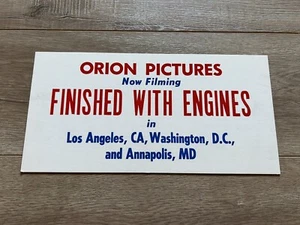 ORION PICTURES
Now Filming
FINISHED WITH ENGINES
in
Los Angeles, CA, Washington, D.C.,
and Annapolis, MD